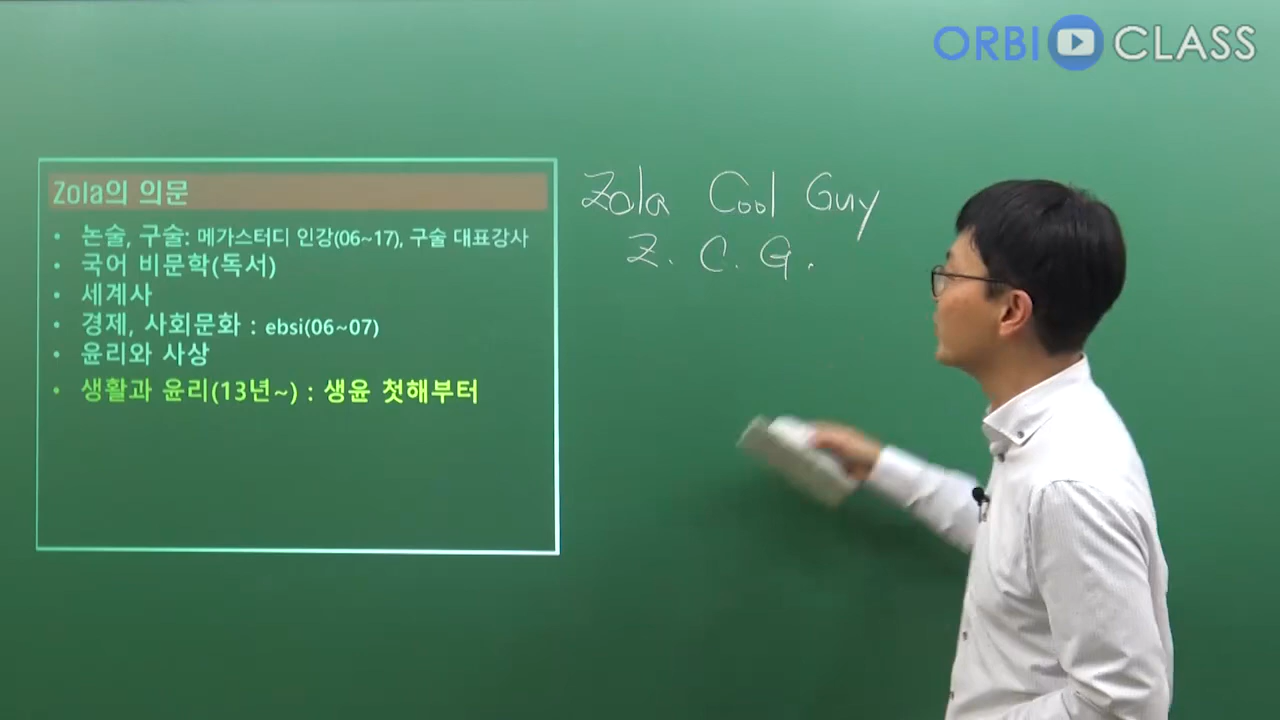 ORBI CLASS
Zola의 의문
• 논술, 구술: 메가스터디 인강(06~17), 구술 대표강사
• 국어 비문학(독서)
• 세계사
• 경제, 사회문화 : ebsi(06~07)
• 윤리와 사상
• 생활과 윤리(13년~) : 생윤 첫해부터
Zola Cool Guy
Z. C. G.